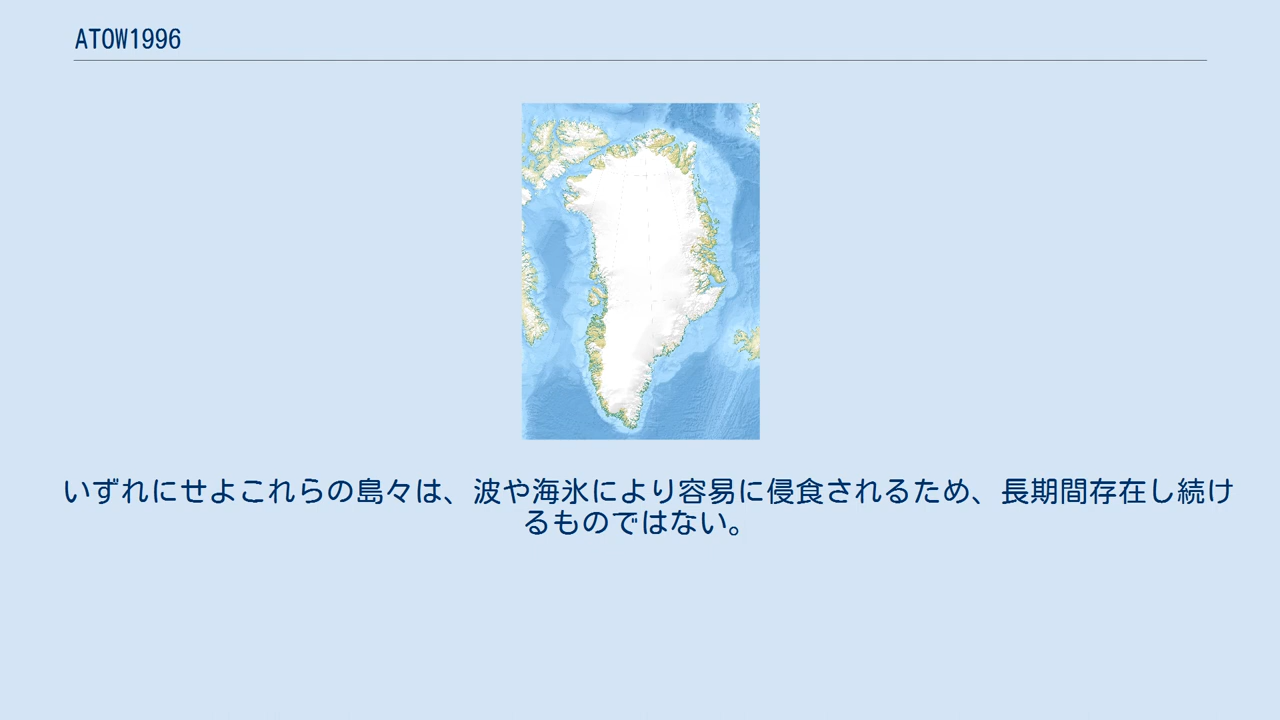 ATOW1996
いずれにせよこれらの島々は、波や海氷により容易に侵食されるため、長期間存在し続け
るものではない。